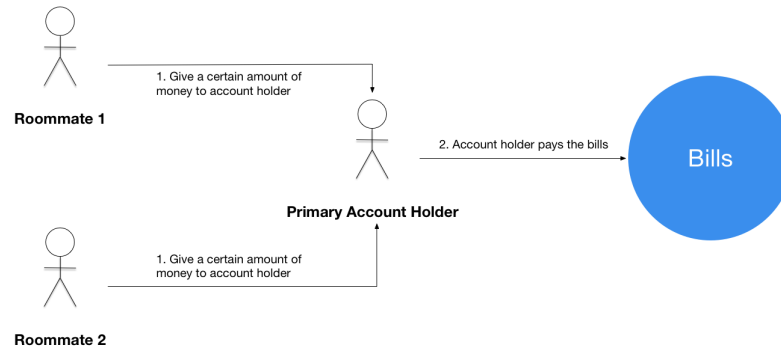 1. Give a certain amount of
money to account holder
Roommate 1
2. Account holder pays the bills
Bills
Primary Account Holder
1. Give a certain amount of
money to account holder
Roommate 2